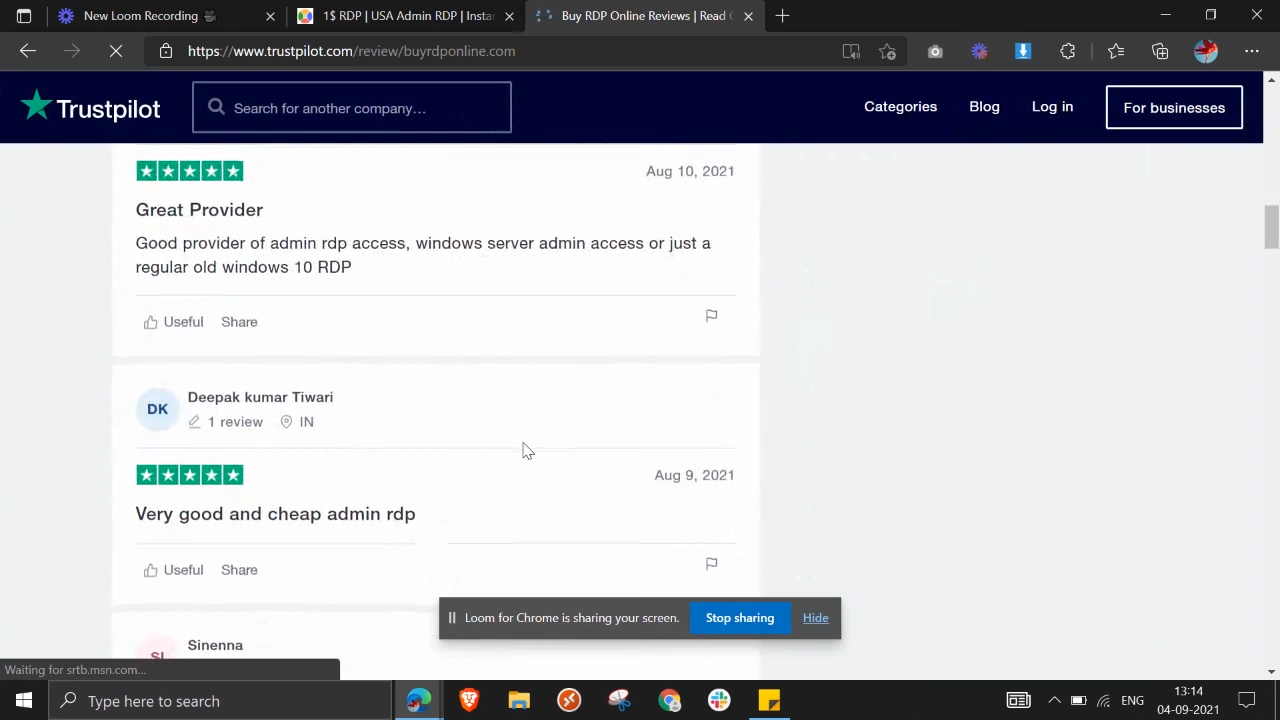 New Loom Recording
1$ RDP | USA Admin RDP | Instan
Buy RDP Online Reviews | Read
https://www.trustpilot.com/review/buyrdponline.com
Trustpilot
Search for another company...
Categories
Blog
Log in
For businesses
Aug 10, 2021
Great Provider
Good provider of admin rdp access, windows server admin access or just a
regular old windows 10 RDP
Useful
Share
DK
Deepak kumar Tiwari
1 review
IN
Aug 9, 2021
Very good and cheap admin rdp
Useful
Share
Loom for Chrome is sharing your screen.
Stop sharing
Hide
SI
Sinenna
Waiting for srtb.msn.com...
Type here to search
ENG
13:14
04-09-2021